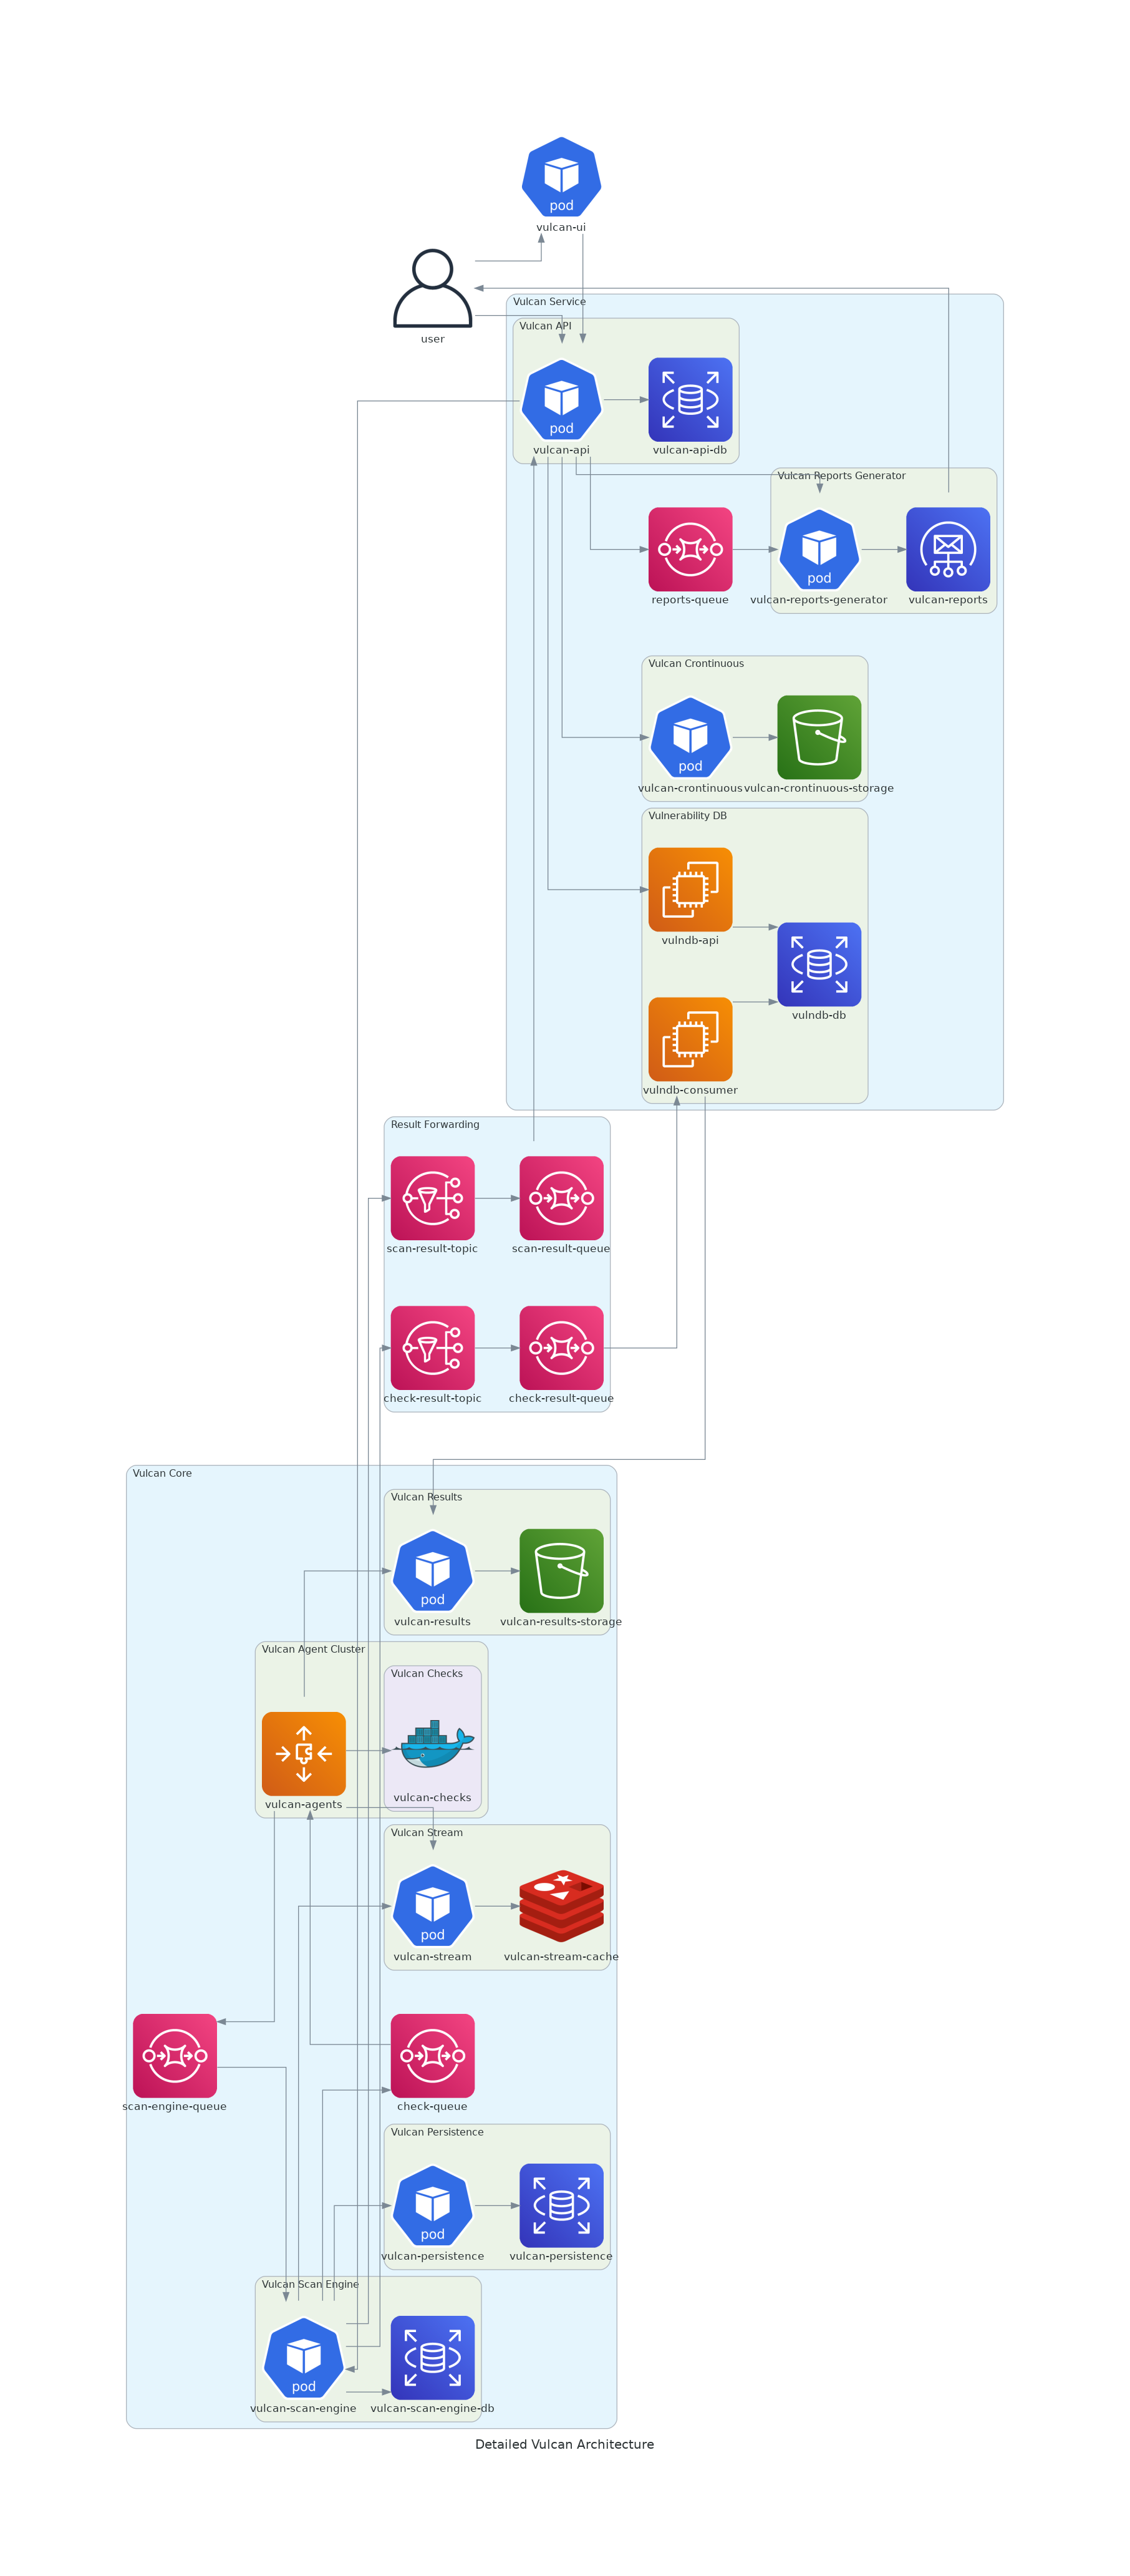 pod
vulcan-ui
user
Vulcan Service
Vulcan API
pod
vulcan-api
vulcan-api-db
Vulcan Reports Generator
reports-queue
pod
vulcan-reports-generator
vulcan-reports
Vulcan Crontinuous
pod
vulcan-crontinuous
vulcan-crontinuous-storage
Vulnerability DB
vulndb-api
vulndb-db
vulndb-consumer
Result Forwarding
scan-result-topic
scan-result-queue
check-result-topic
check-result-queue
Vulcan Core
Vulcan Results
pod
vulcan-results
vulcan-results-storage
Vulcan Agent Cluster
Vulcan Checks
vulcan-agents
vulcan-checks
Vulcan Stream
pod
vulcan-stream
vulcan-stream-cache
scan-engine-queue
check-queue
Vulcan Persistence
pod
vulcan-persistence
vulcan-persistence
Vulcan Scan Engine
pod
vulcan-scan-engine
vulcan-scan-engine-db
Detailed Vulcan Architecture